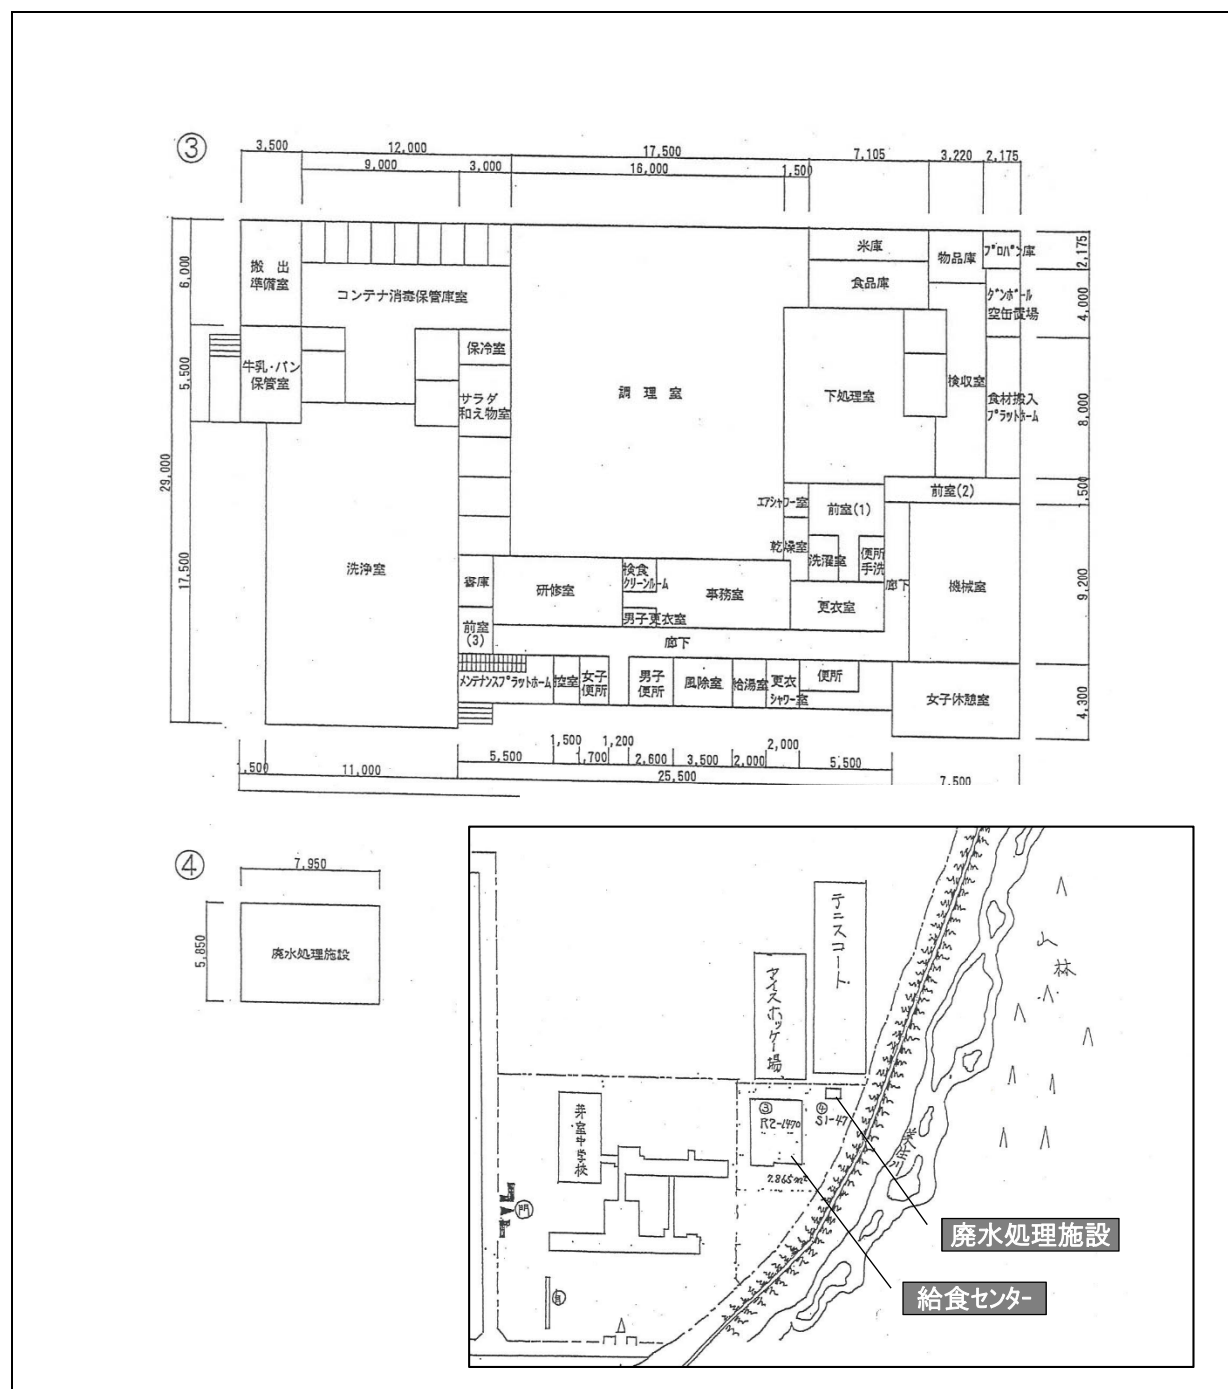 ③
3,500
12,000
17,500
7,105
3,220
2,175
9,000
3,000
16,000
1,500
29,000
6,000
5,500
17,500
2,175
4,000
8,000
1,500
9,200
4,300
搬出
準備室
コンテナ消毒保管庫室
牛乳・パン
保管室
保冷室
サラダ
和え物室
調理室
米庫
食品庫
物品庫
プロパン庫
ダンボール
空缶置場
下処理室
検収室
食材搬入
プラットホーム
前室(2)
エアシャワー室
前室(1)
乾燥室
洗濯室
便所
手洗
廊下
機械室
洗浄室
書庫
研修室
検食
クリーンルーム
事務室
更衣室
男子更衣室
前室
(3)
廊下
メンテナンスプラットホーム
控室
女子
便所
男子
便所
風除室
給湯室
更衣
シャワー室
便所
女子休憩室
1,500
1,200
2,000
5,500
1,700
2,600
3,500
2,000
5,500
1,500
11,000
25,500
7,500
④
7,950
5,850
廃水処理施設
テニスコート
アイスホッケー場
山林
芽室中学校
③
R2-1470
④
S1-47
2865m²
門
廃水処理施設
給食センター